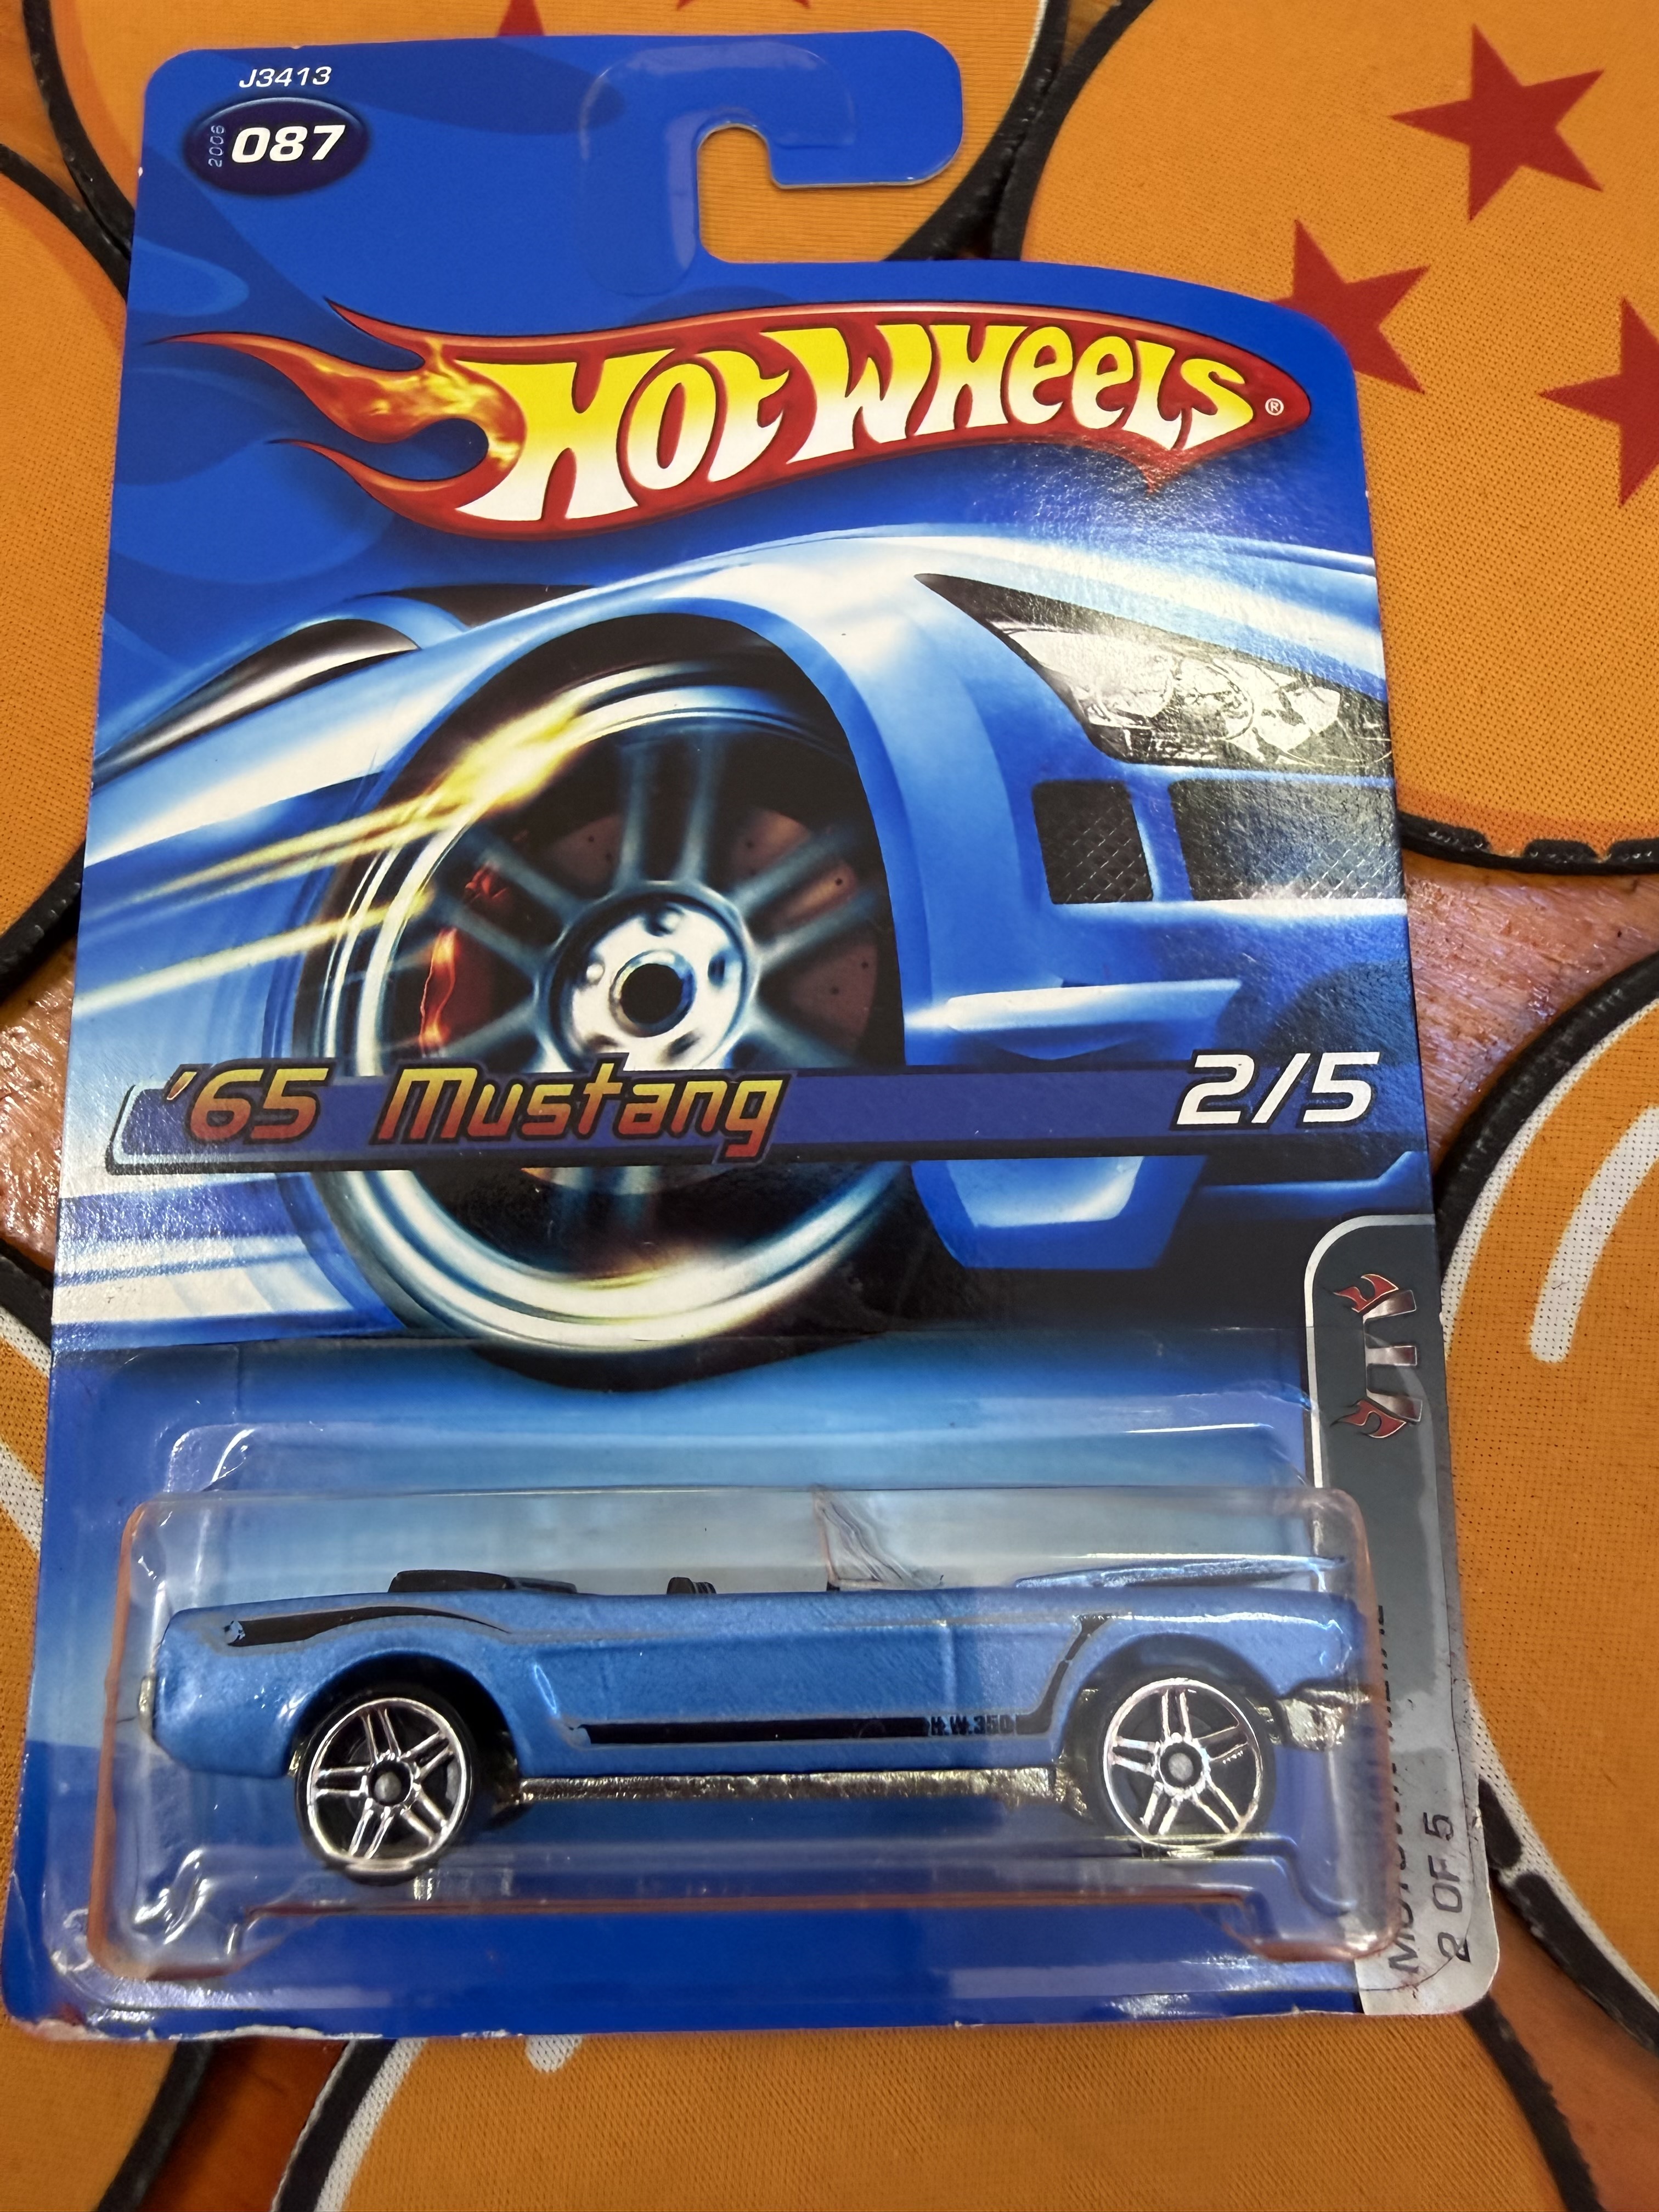 J3413
2006
087
HOT WHEELS®
'65 Mustang
2/5
H.W.350
2 OF 5